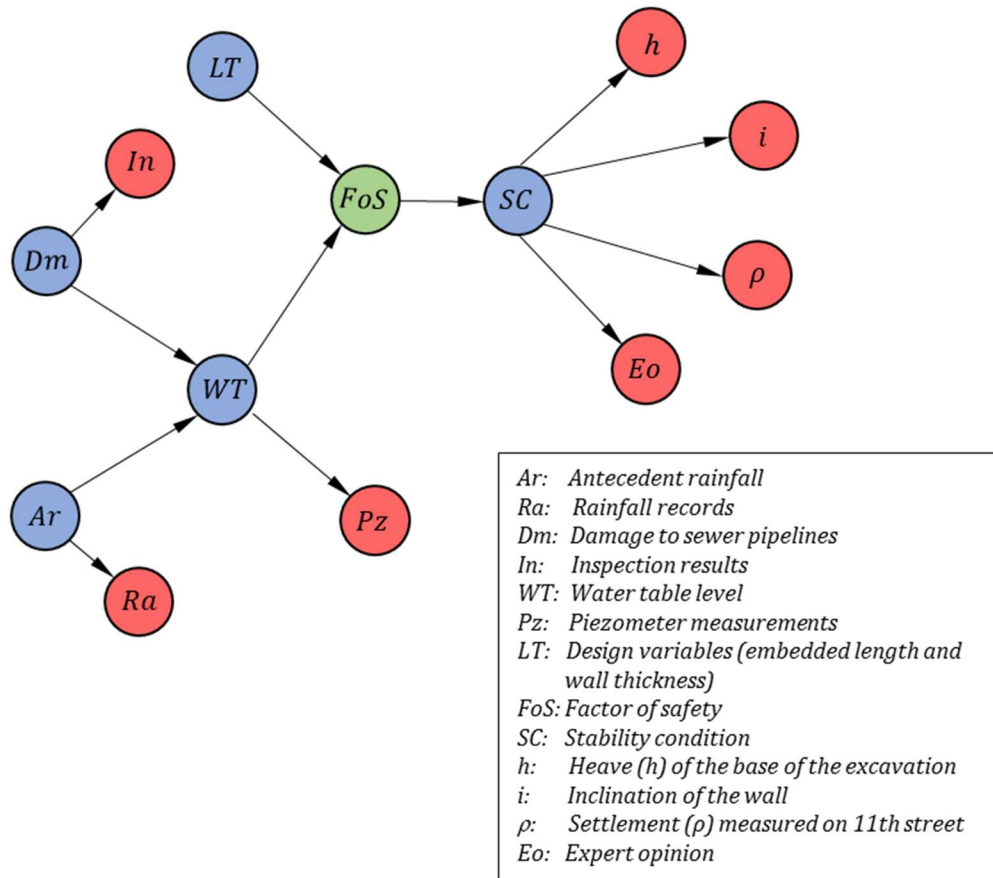 LT
h
In
i
FoS
SC
Dm
ρ
WT
Eo
Ar
Pz
Ra
Ar: Antecedent rainfall
Ra: Rainfall records
Dm: Damage to sewer pipelines
In: Inspection results
WT: Water table level
Pz: Piezometer measurements
LT: Design variables (embedded length and
wall thickness)
FoS: Factor of safety
SC: Stability condition
h: Heave (h) of the base of the excavation
i: Inclination of the wall
ρ: Settlement (ρ) measured on 11th street
Eo: Expert opinion